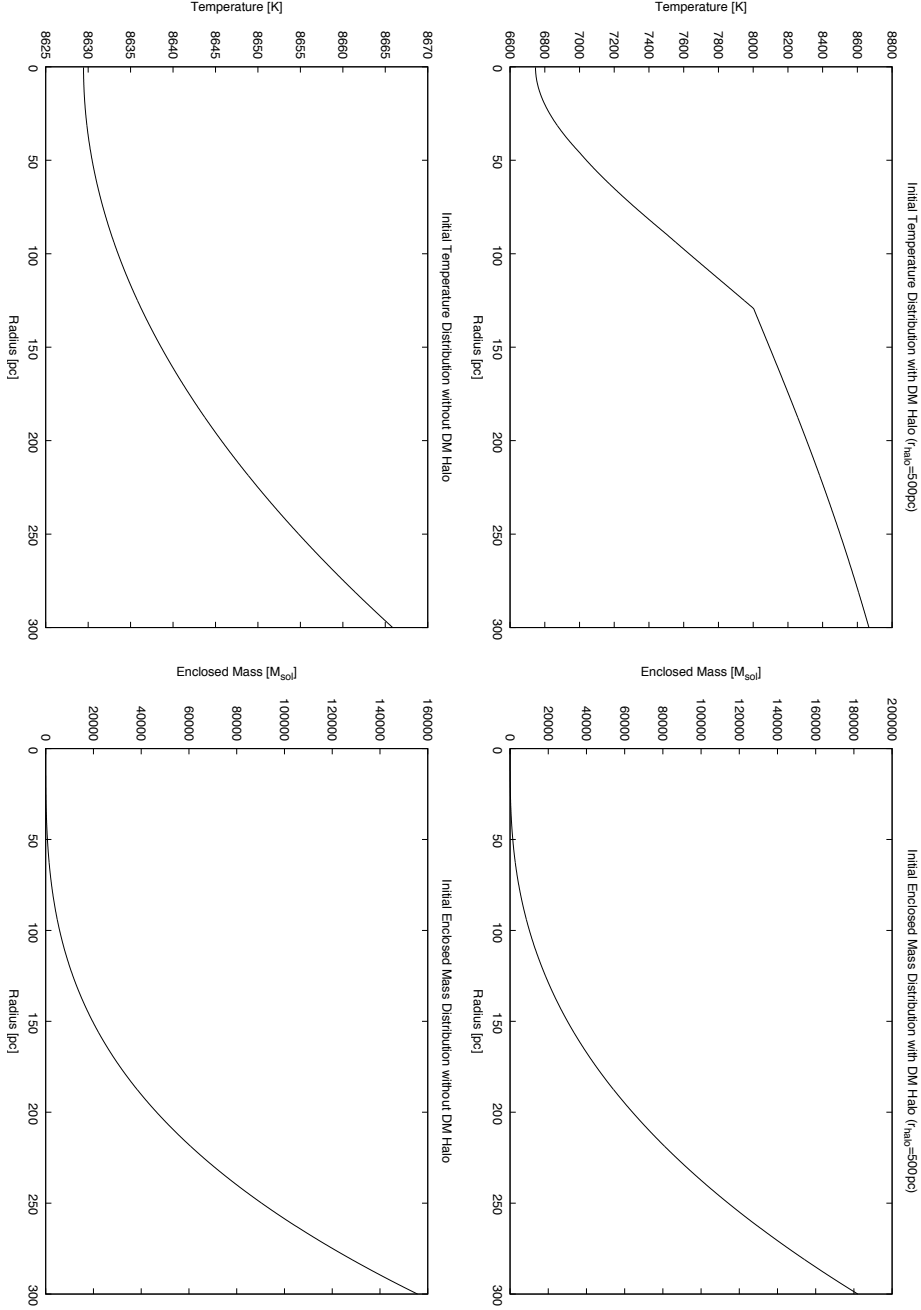 Initial Temperature Distribution with DM Halo (r_halo=500pc)
Temperature [K]
8800
8600
8400
8200
8000
7800
7600
7400
7200
7000
6800
6600
0 50 100 150 200 250 300
Radius [pc]
Initial Enclosed Mass Distribution with DM Halo (r_halo=500pc)
Enclosed Mass [M_sol]
200000
180000
160000
140000
120000
100000
80000
60000
40000
20000
0
0 50 100 150 200 250 300
Radius [pc]
Initial Temperature Distribution without DM Halo
Temperature [K]
8670
8665
8660
8655
8650
8645
8640
8635
8630
8625
0 50 100 150 200 250 300
Radius [pc]
Initial Enclosed Mass Distribution without DM Halo
Enclosed Mass [M_sol]
160000
140000
120000
100000
80000
60000
40000
20000
0
0 50 100 150 200 250 300
Radius [pc]